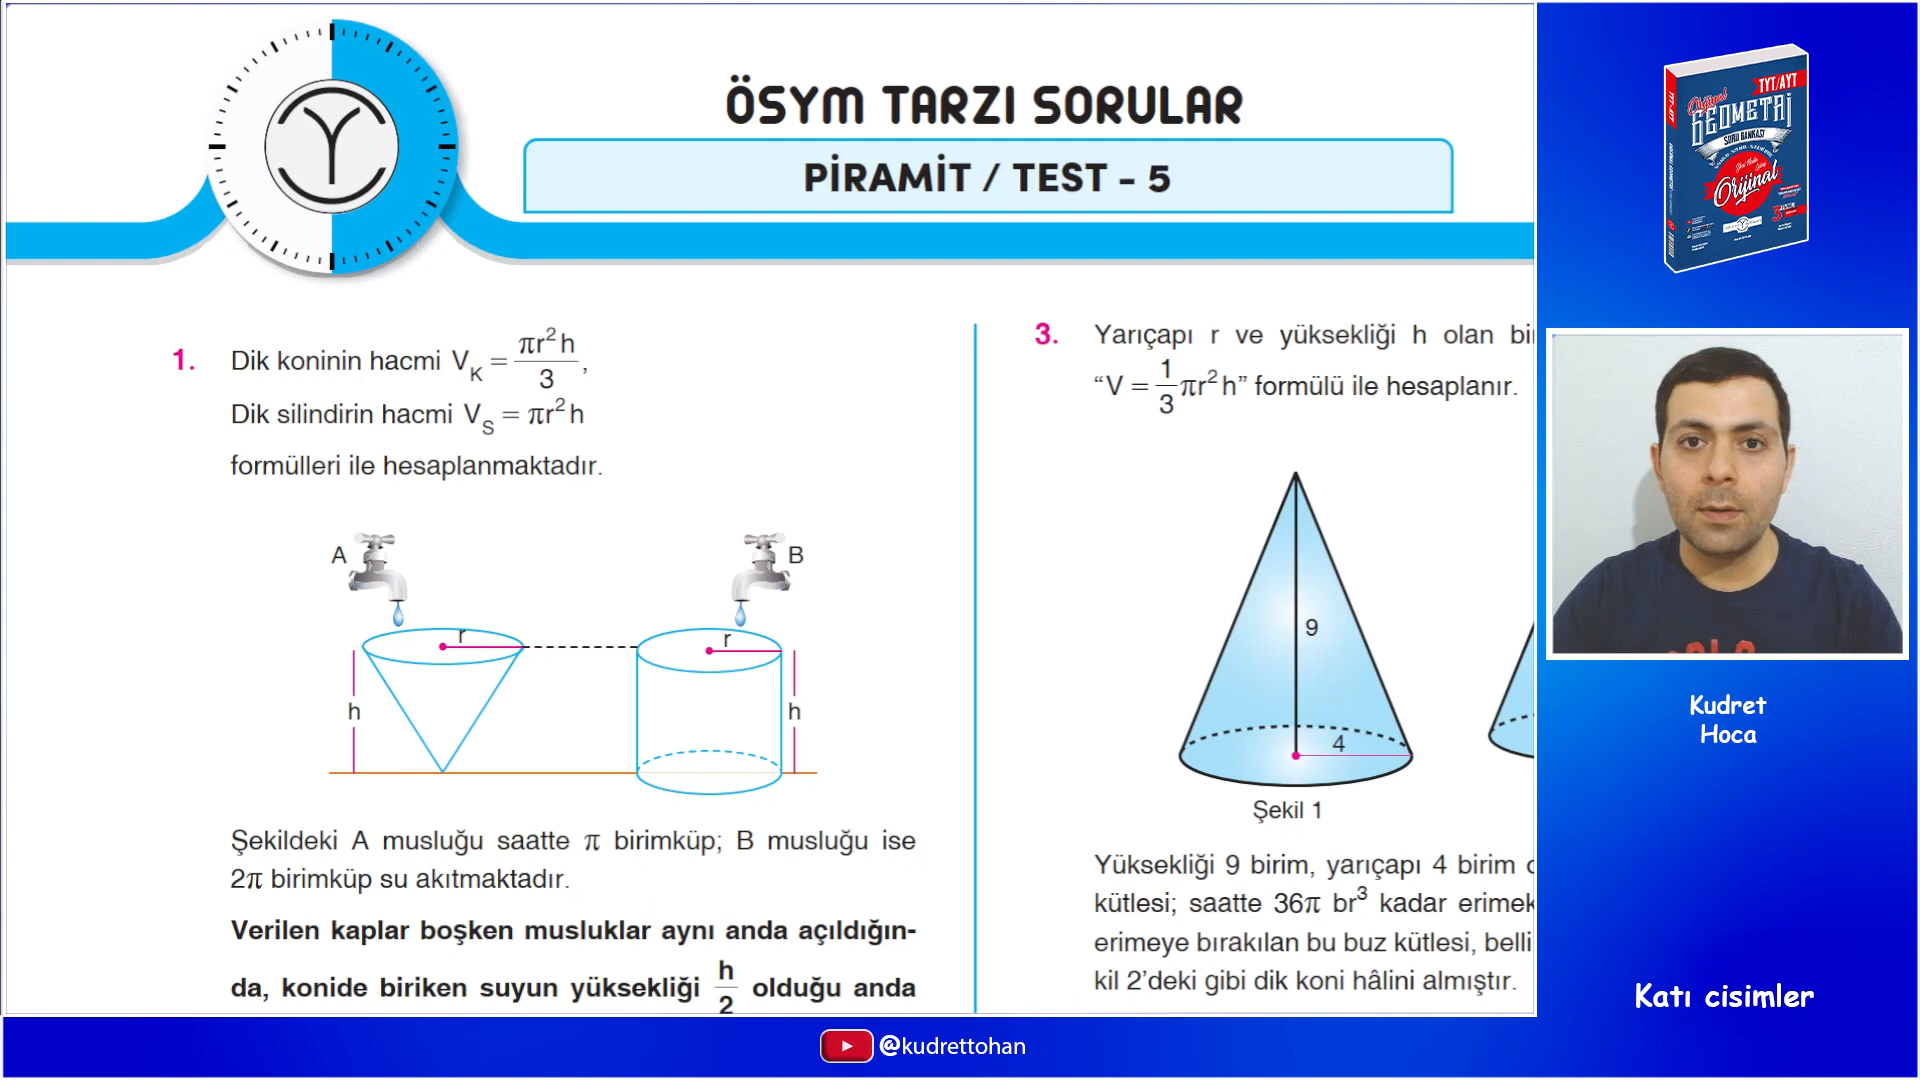 ÖSYM TARZI SORULAR
PİRAMİT / TEST - 5
1. Dik koninin hacmi V_K = πr²h / 3,
Dik silindirin hacmi V_S = πr²h
formülleri ile hesaplanmaktadır.
A
B
r
r
h
h
Şekildeki A musluğu saatte π birimküp; B musluğu ise
2π birimküp su akıtmaktadır.
Verilen kaplar boşken musluklar aynı anda açıldığın-
da, konide biriken suyun yüksekliği h/2 olduğu anda
3. Yarıçapı r ve yüksekliği h olan bi
“V = 1/3 πr²h” formülü ile hesaplanır.
9
4
Şekil 1
Yüksekliği 9 birim, yarıçapı 4 birim
kütlesi; saatte 36π br³ kadar erimek
erimeye bırakılan bu buz kütlesi, belli
kil 2’deki gibi dik koni hâlini almıştır.
TYT/AYT
Orijinal
GEOMETRİ
SORU BANKASI
Orijinal
Kudret
Hoca
Katı cisimler
@kudrettohan